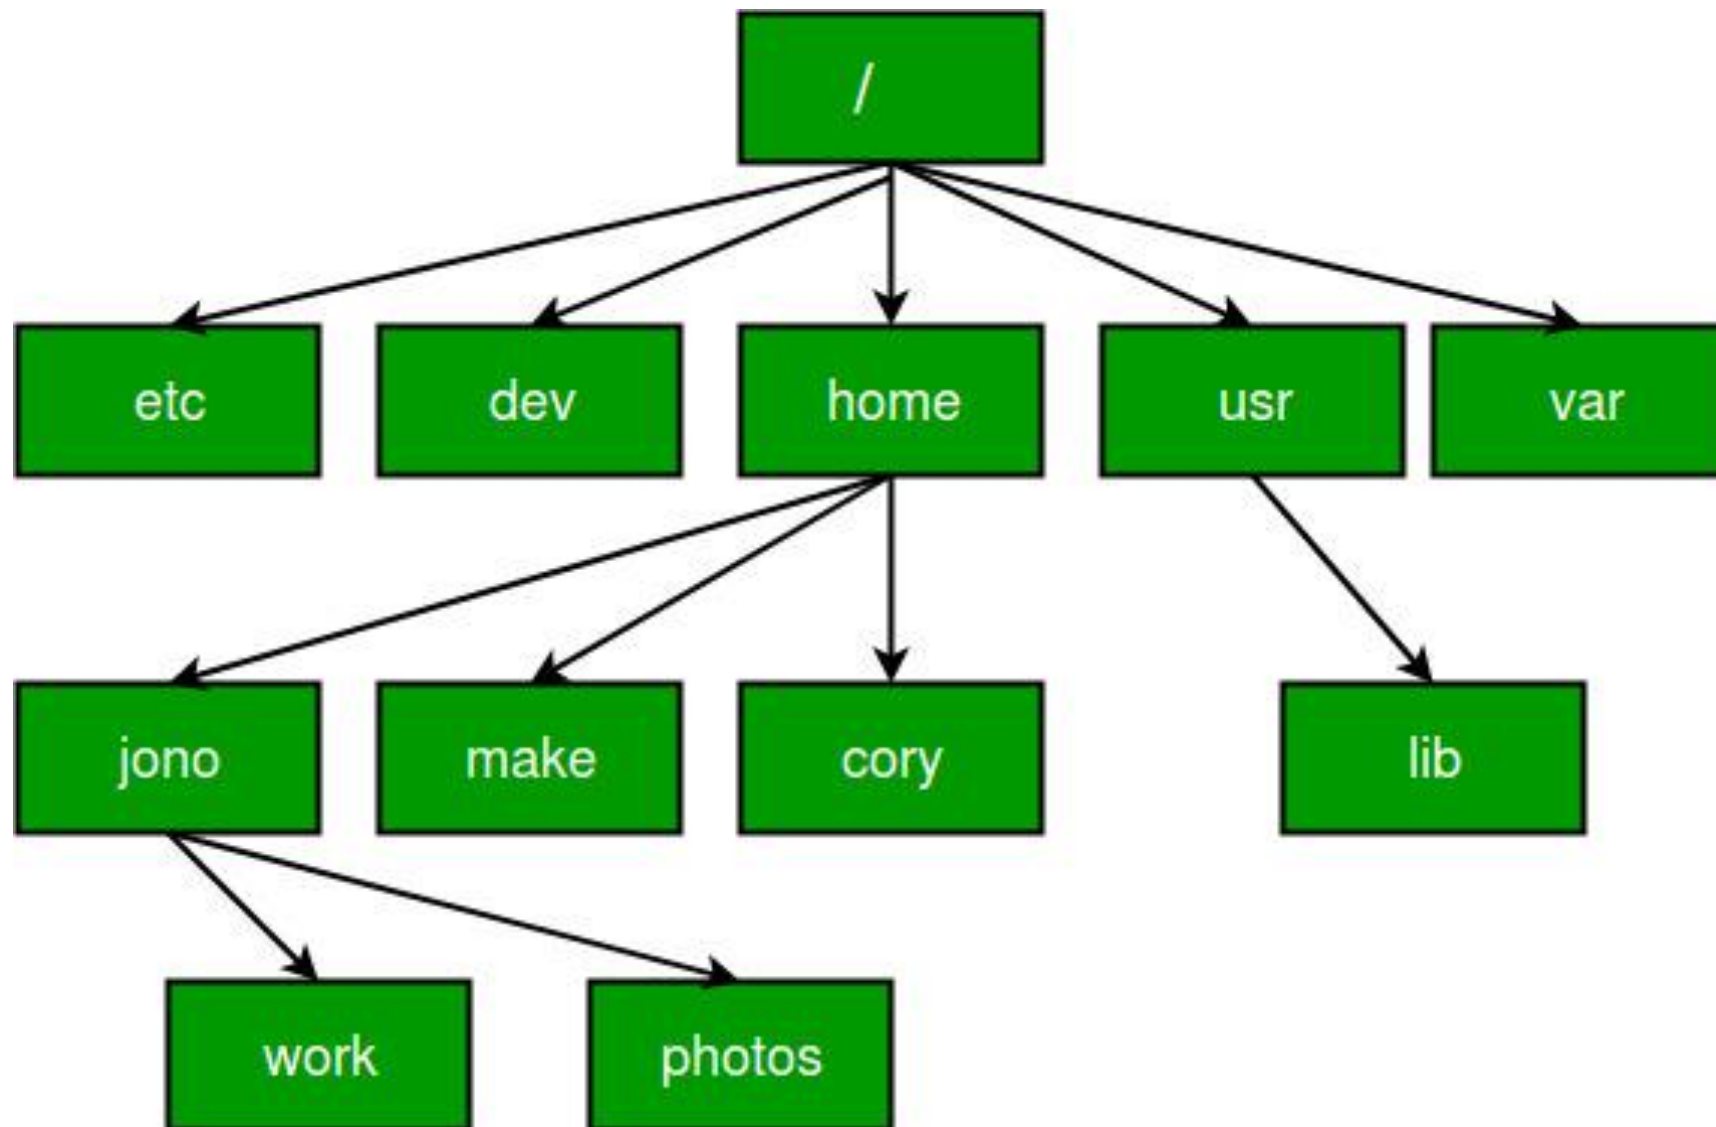 /
etc
dev
home
usr
var
jono
make
cory
lib
work
photos